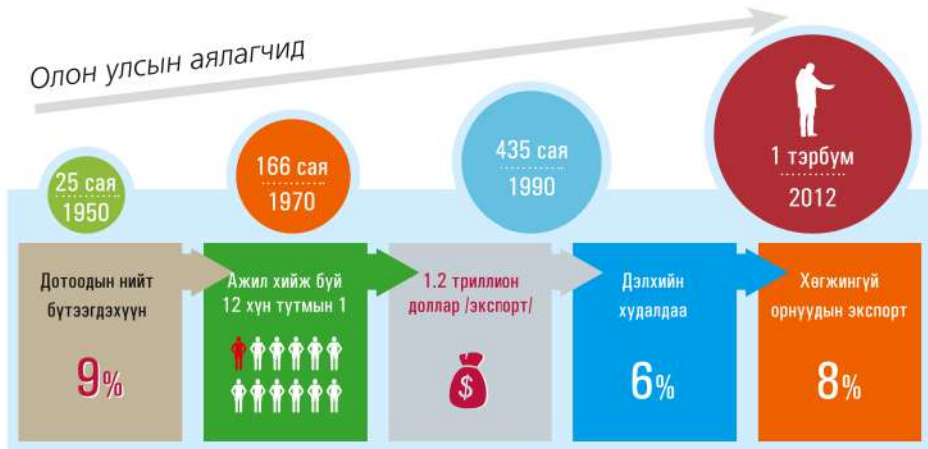 Олон улсын аялагчид
25 сая
1950
166 сая
1970
435 сая
1990
1 тэрбум
2012
Дотоодын нийт
бүтээгдэхүүн
9%
Ажил хийж буй
12 хүн тутмын 1
1.2 триллион
доллар /экспорт/
$
Дэлхийн
худалдаа
6%
Хөгжингүй
орнуудын экспорт
8%